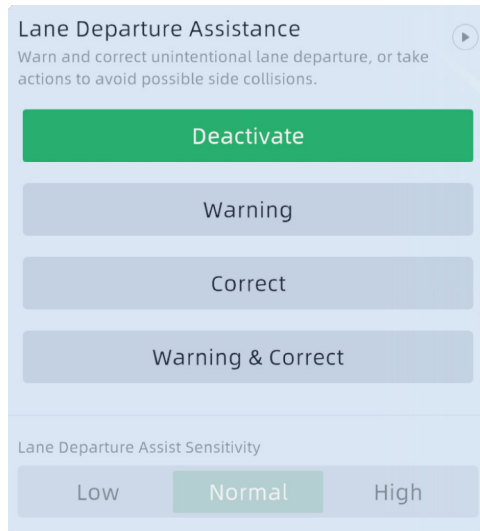 Lane Departure Assistance
Warn and correct unintentional lane departure, or take
actions to avoid possible side collisions.
Deactivate
Warning
Correct
Warning & Correct
Lane Departure Assist Sensitivity
Low Normal High